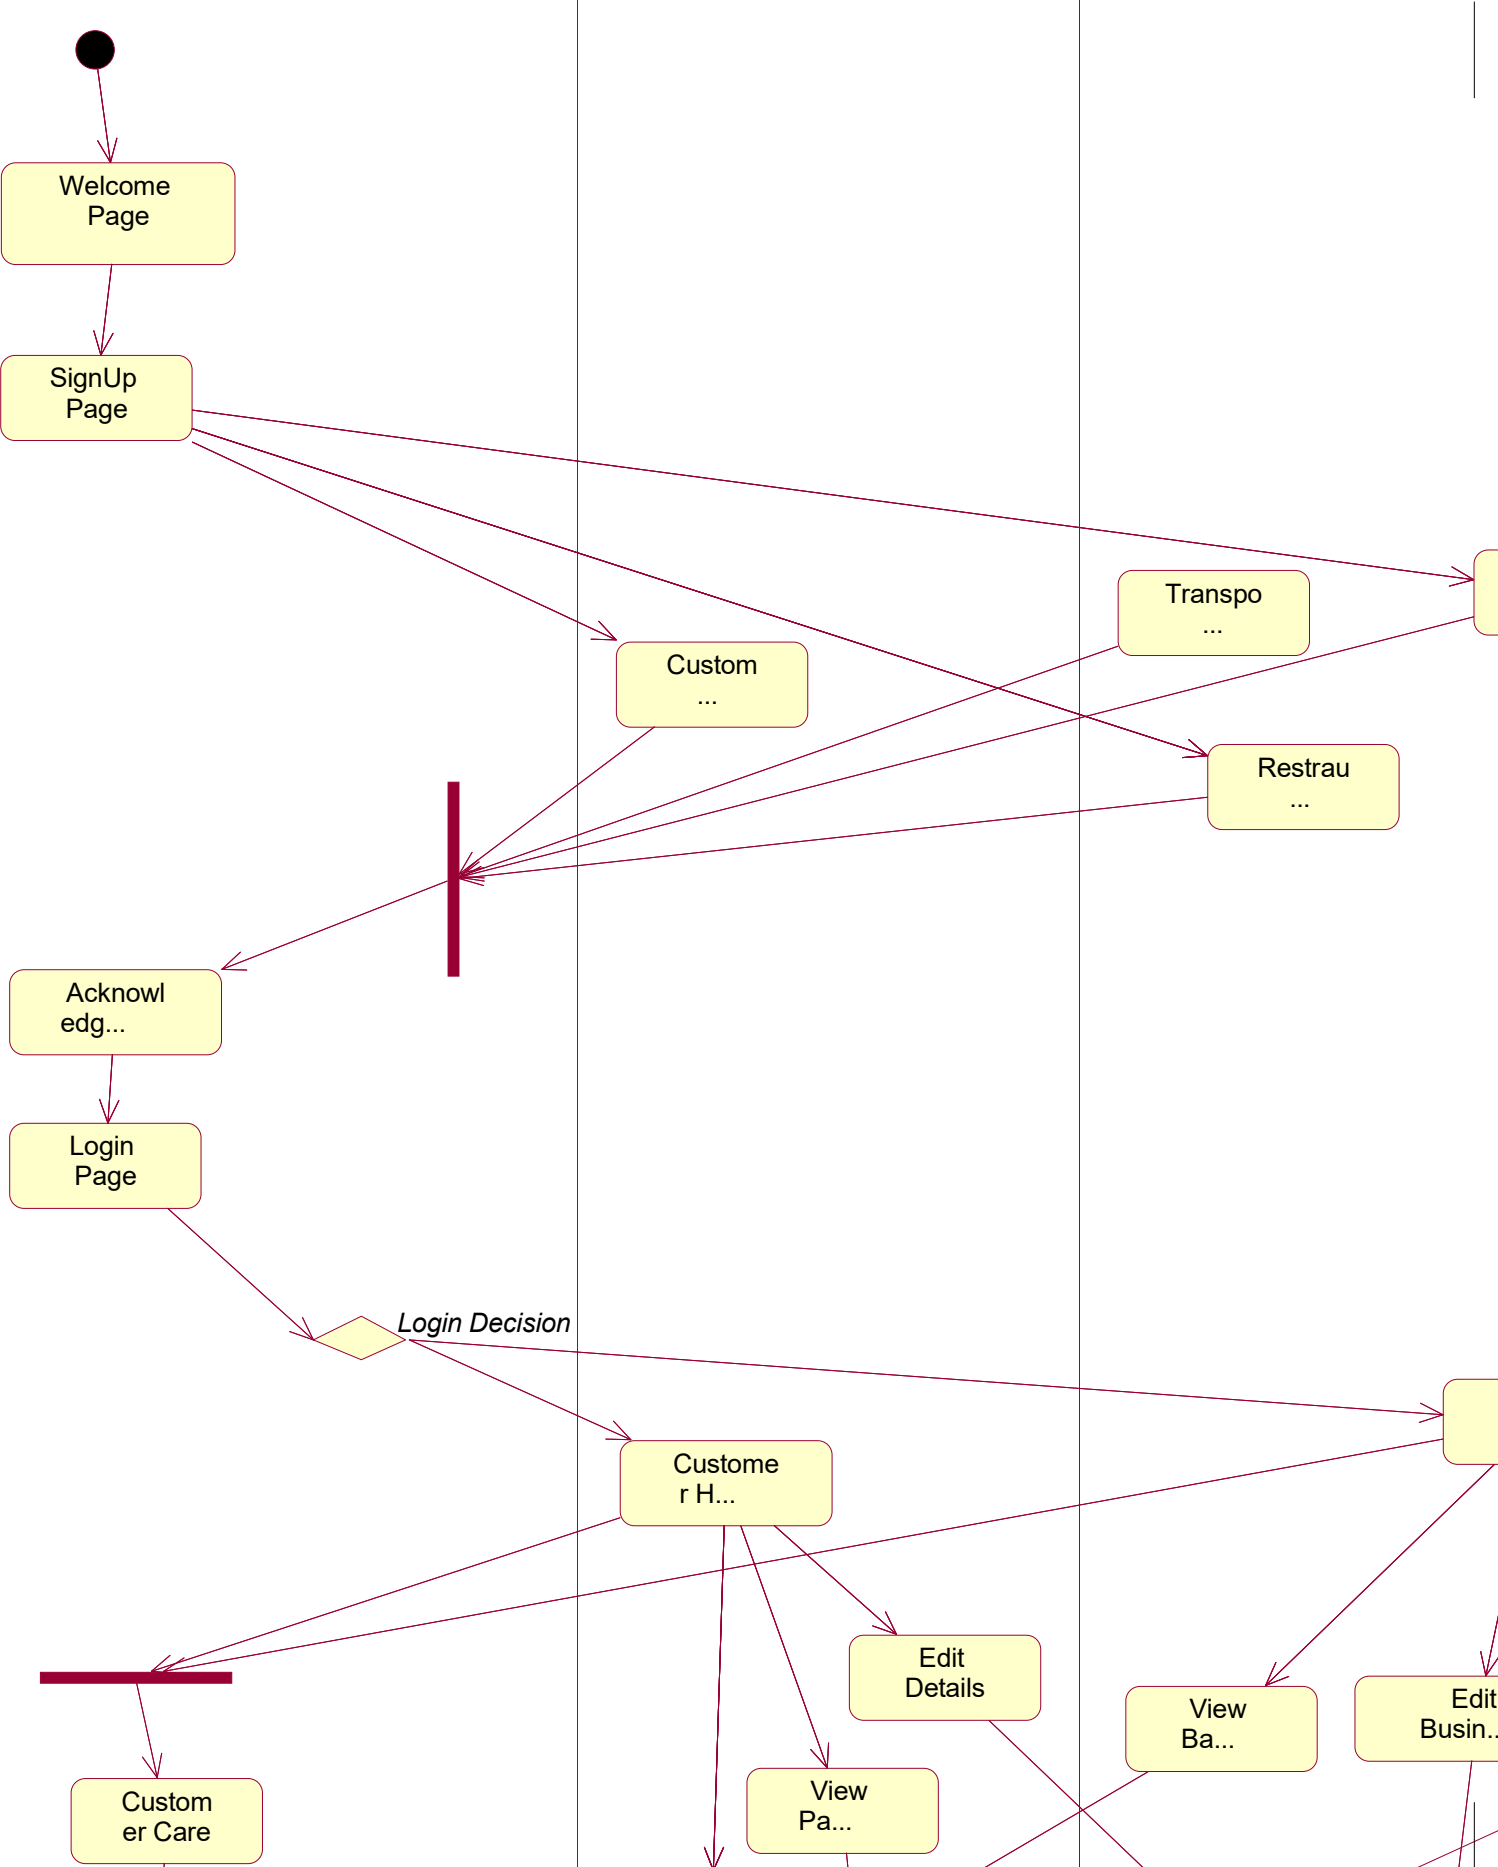 Welcome
Page
SignUp
Page
Transpo
...
Custom
...
Restrau
...
Acknowl
edg...
Login
Page
Login Decision
Custome
r H...
Edit
Details
View
Ba...
Edit
Busin...
View
Pa...
Custom
er Care